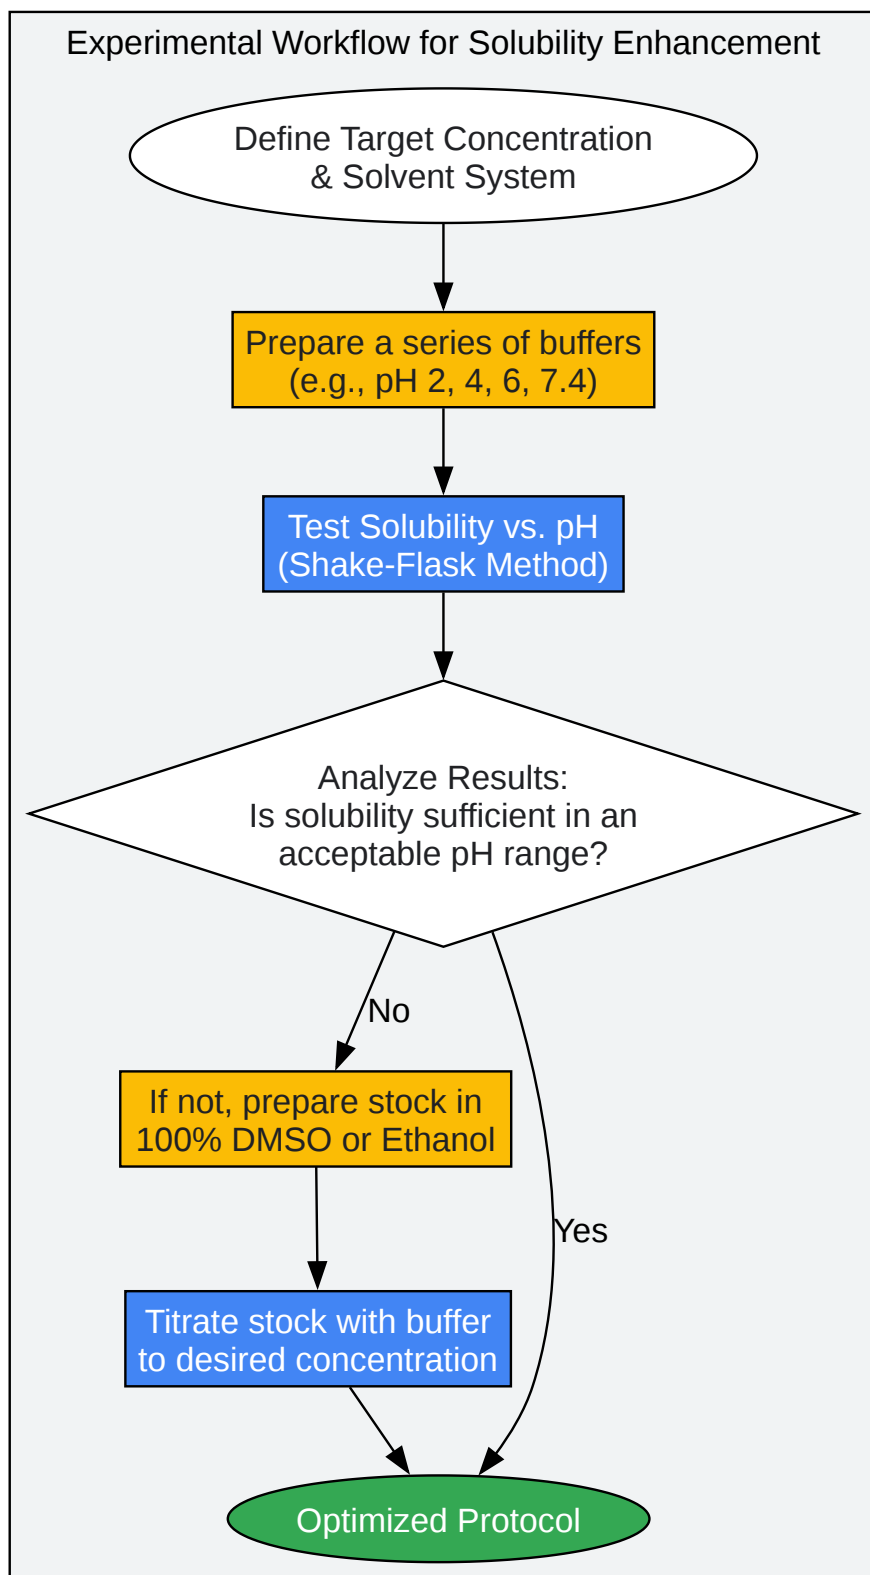 Experimental Workflow for Solubility Enhancement
Define Target Concentration
& Solvent System
Prepare a series of buffers
(e.g., pH 2, 4, 6, 7.4)
Test Solubility vs. pH
(Shake-Flask Method)
Analyze Results:
Is solubility sufficient in an
acceptable pH range?
No
If not, prepare stock in
100% DMSO or Ethanol
Yes
Titrate stock with buffer
to desired concentration
Optimized Protocol